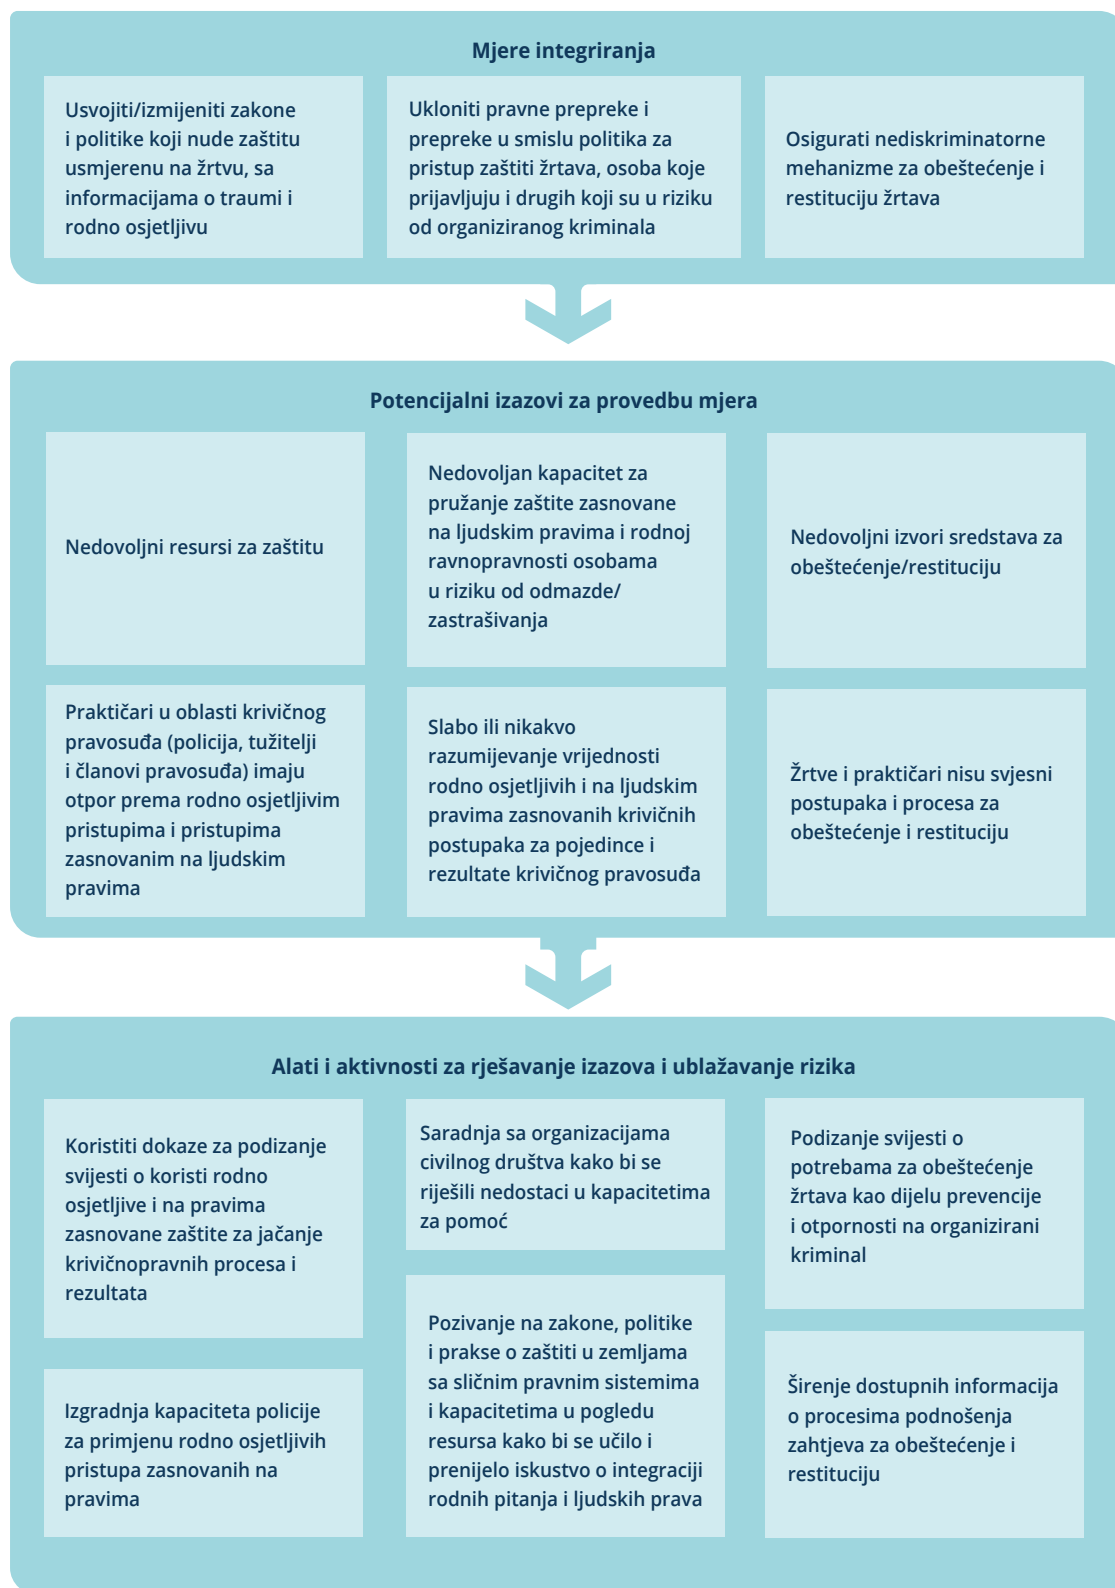 Mjere integriranja
Usvojiti/izmijeniti zakone
i politike koji nude zaštitu
usmjerenu na žrtvu, sa
informacijama o traumi i
rodno osjetljivu
Ukloniti pravne prepreke i
prepreke u smislu politika za
pristup zaštiti žrtava, osoba koje
prijavljuju i drugih koji su u riziku
od organiziranog kriminala
Osigurati nediskriminatorne
mehanizme za obeštećenje i
restituciju žrtava
Potencijalni izazovi za provedbu mjera
Nedovoljni resursi za zaštitu
Nedovoljan kapacitet za
pružanje zaštite zasnovane
na ljudskim pravima i rodnoj
ravnopravnosti osobama
u riziku od odmazde/
zastrašivanja
Nedovoljni izvori sredstava za
obeštećenje/restituciju
Praktičari u oblasti krivičnog
pravosuđa (policija, tužitelji
i članovi pravosuđa) imaju
otpor prema rodno osjetljivim
pristupima i pristupima
zasnovanim na ljudskim
pravima
Slabo ili nikakvo
razumijevanje vrijednosti
rodno osjetljivih i na ljudskim
pravima zasnovanih krivičnih
postupaka za pojedince i
rezultate krivičnog pravosuđa
Žrtve i praktičari nisu svjesni
postupaka i procesa za
obeštećenje i restituciju
Alati i aktivnosti za rješavanje izazova i ublažavanje rizika
Koristiti dokaze za podizanje
svijesti o koristi rodno
osjetljive i na pravima
zasnovane zaštite za jačanje
krivičnopravnih procesa i
rezultata
Saradnja sa organizacijama
civilnog društva kako bi se
riješili nedostaci u kapacitetima
za pomoć
Podizanje svijesti o
potrebama za obeštećenje
žrtava kao dijelu prevencije
i otpornosti na organizirani
kriminal
Izgradnja kapaciteta policije
za primjenu rodno osjetljivih
pristupa zasnovanih na
pravima
Pozivanje na zakone, politike
i prakse o zaštiti u zemljama
sa sličnim pravnim sistemima
i kapacitetima u pogledu
resursa kako bi se učilo i
prenijelo iskustvo o integraciji
rodnih pitanja i ljudskih prava
Širenje dostupnih informacija
o procesima podnošenja
zahtjeva za obeštećenje i
restituciju